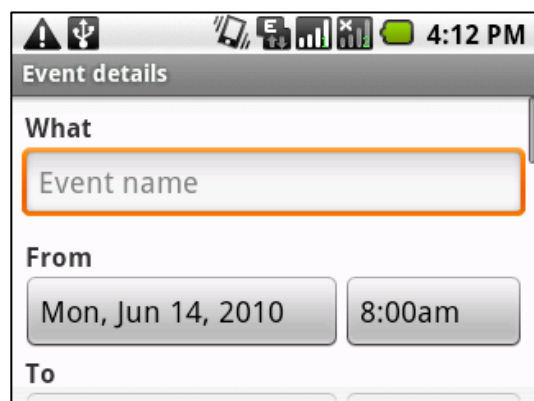 E 4:12 PM
Event details
What
Event name
From
Mon, Jun 14, 2010 8:00am
To